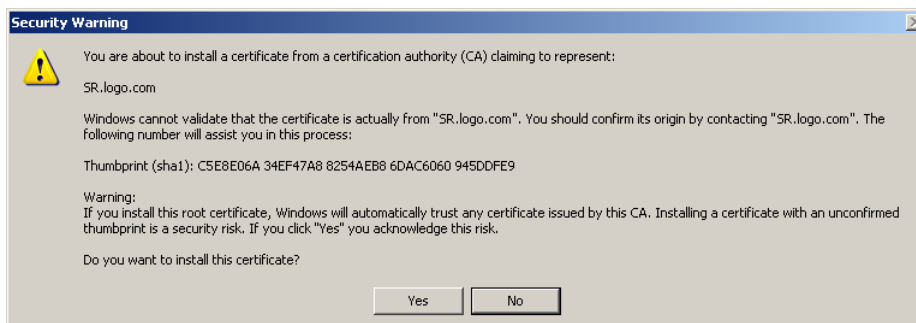 Security Warning
You are about to install a certificate from a certification authority (CA) claiming to represent:
SR.logo.com
Windows cannot validate that the certificate is actually from "SR.logo.com". You should confirm its origin by contacting "SR.logo.com". The
following number will assist you in this process:
Thumbprint (sha1): C5E8E06A 34EF47A8 8254AEB8 6DAC6060 945DDFE9
Warning:
If you install this root certificate, Windows will automatically trust any certificate issued by this CA. Installing a certificate with an unconfirmed
thumbprint is a security risk. If you click "Yes" you acknowledge this risk.
Do you want to install this certificate?
Yes No